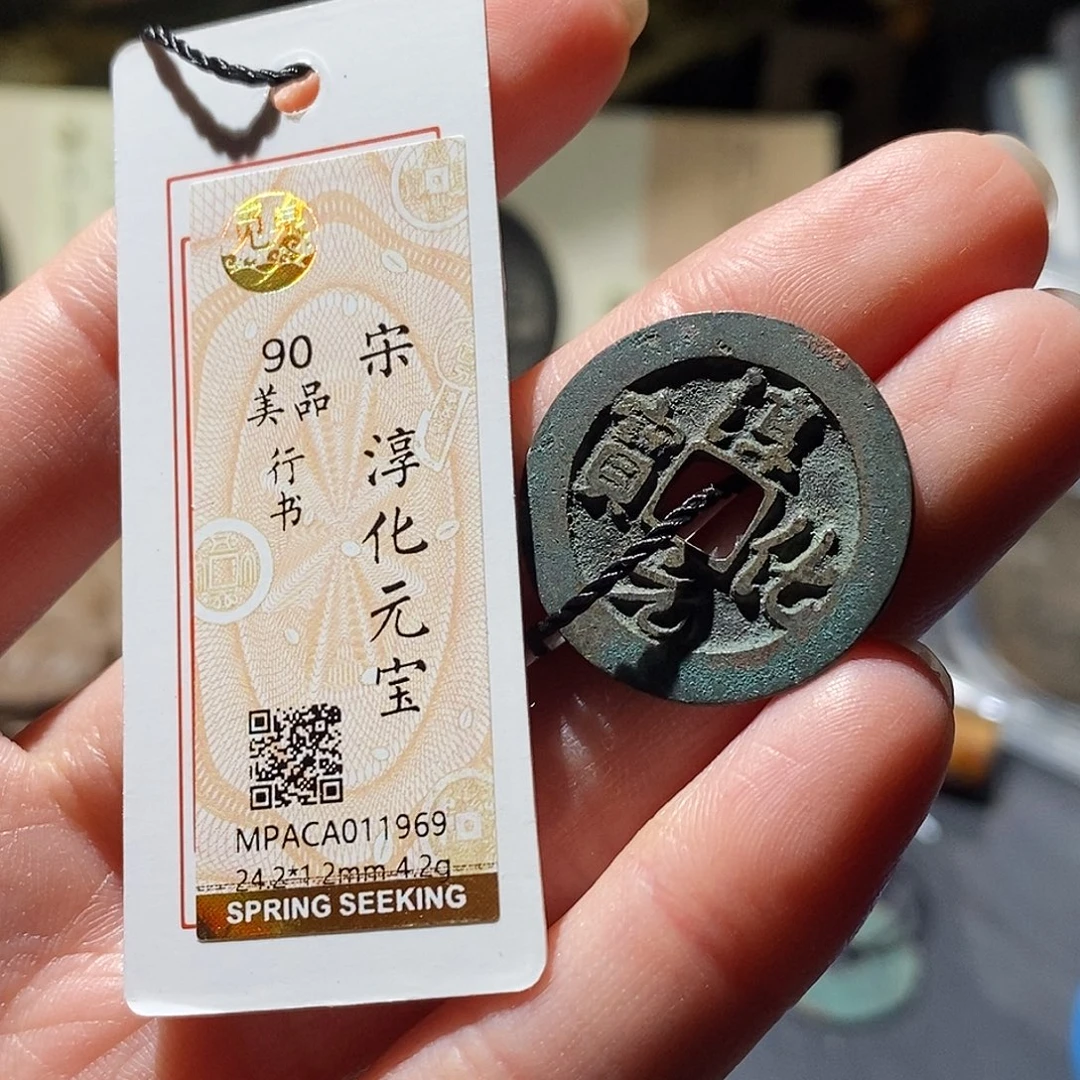 宋 淳化元宝
90
美品
行书
MPACA011969
24.2*1.2mm 4.2g
SPRING SEEKING
淳化元寶